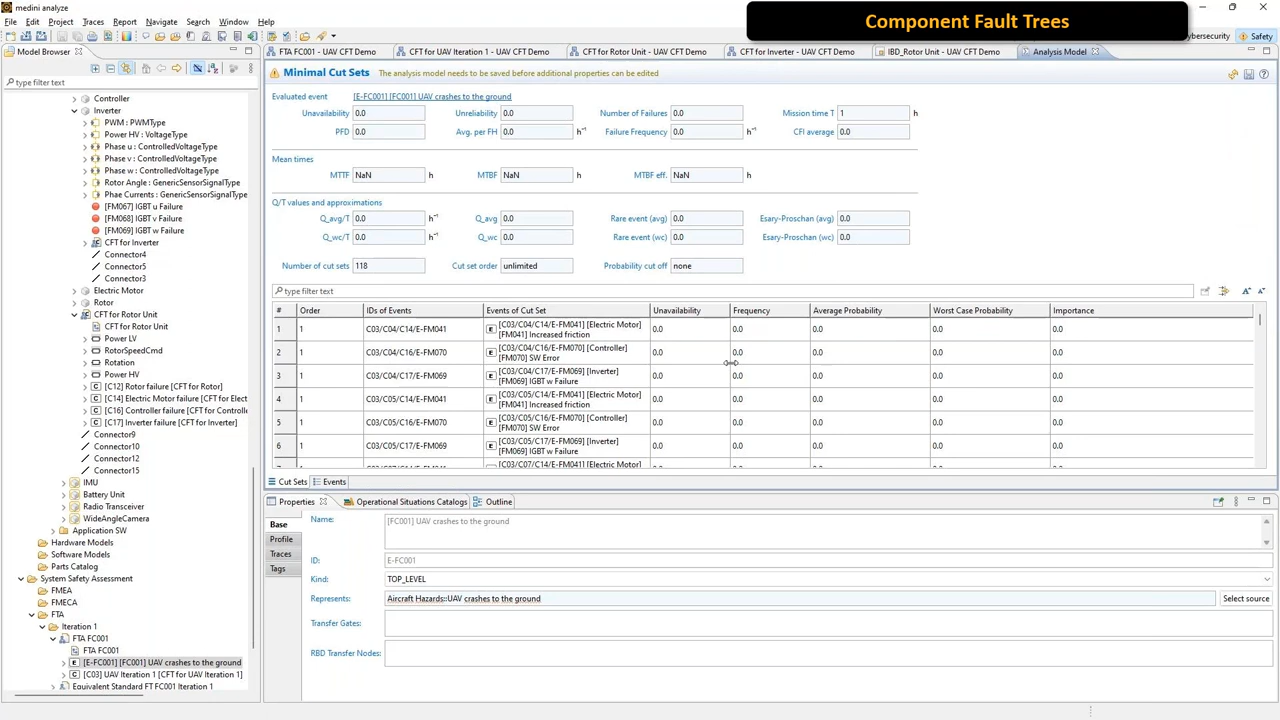 medini analyze
Component Fault Trees
File Edit Project Traces Report Navigate Search Window Help
Cybersecurity Safety
Model Browser
type filter text
Controller
Inverter
PWM : PWMType
Power HV : VoltageType
Phase u : ControlledVoltageType
Phase v : ControlledVoltageType
Phase w : ControlledVoltageType
Rotor Angle : GenericSensorSignalType
Phae Currents : GenericSensorSignalType
[FM067] IGBT u Failure
[FM068] IGBT v Failure
[FM069] IGBT w Failure
CFT for Inverter
Connector4
Connector5
Connector3
Electric Motor
Rotor
CFT for Rotor Unit
CFT for Rotor Unit
Power LV
RotorSpeedCmd
Rotation
Power HV
[C12] Rotor failure [CFT for Rotor]
[C14] Electric Motor failure [CFT for Elect
[C16] Controller failure [CFT for Controlle
[C17] Inverter failure [CFT for Inverter]
Connector9
Connector10
Connector12
Connector15
IMU
Battery Unit
Radio Transceiver
WideAngleCamera
Application SW
Hardware Models
Software Models
Parts Catalog
System Safety Assessment
FMEA
FMECA
FTA
Iteration 1
FTA FC001
FTA FC001
[E-FC001] [FC001] UAV crashes to the ground
[C03] UAV Iteration 1 [CFT for UAV Iteration 1]
Equivalent Standard FT FC001 Iteration 1
FTA FC001 - UAV CFT Demo CFT for UAV Iteration 1 - UAV CFT Demo CFT for Rotor Unit - UAV CFT Demo CFT for Inverter - UAV CFT Demo IBD_Rotor Unit - UAV CFT Demo Analysis Model
Minimal Cut Sets The analysis model needs to be saved before additional properties can be edited
Evaluated event [E-FC001] [FC001] UAV crashes to the ground
Unavailability 0.0 Unreliability 0.0 Number of Failures 0.0 Mission time T 1 h
PFD 0.0 Avg. per FH 0.0 h⁻¹ Failure Frequency 0.0 h⁻¹ CFI average 0.0
Mean times
MTTF NaN h MTBF NaN h MTBF eff. NaN h
Q/T values and approximations
Q_avg/T 0.0 h⁻¹ Q_avg 0.0 Rare event (avg) 0.0 Esary-Proschan (avg) 0.0
Q_wc/T 0.0 h⁻¹ Q_wc 0.0 Rare event (wc) 0.0 Esary-Proschan (wc) 0.0
Number of cut sets 118 Cut set order unlimited Probability cut off none
type filter text
# Order IDs of Events Events of Cut Set Unavailability Frequency Average Probability Worst Case Probability Importance
1 1 C03/C04/C14/E-FM041 E [C03/C04/C14/E-FM041] [Electric Motor] 0.0 0.0 0.0 0.0 0.0
[FM041] Increased friction
2 1 C03/C04/C16/E-FM070 E [C03/C04/C16/E-FM070] [Controller] 0.0 0.0 0.0 0.0 0.0
[FM070] SW Error
3 1 C03/C04/C17/E-FM069 E [C03/C04/C17/E-FM069] [Inverter] 0.0 0.0 0.0 0.0 0.0
[FM069] IGBT w Failure
4 1 C03/C05/C14/E-FM041 E [C03/C05/C14/E-FM041] [Electric Motor] 0.0 0.0 0.0 0.0 0.0
[FM041] Increased friction
5 1 C03/C05/C16/E-FM070 E [C03/C05/C16/E-FM070] [Controller] 0.0 0.0 0.0 0.0 0.0
[FM070] SW Error
6 1 C03/C05/C17/E-FM069 E [C03/C05/C17/E-FM069] [Inverter] 0.0 0.0 0.0 0.0 0.0
[FM069] IGBT w Failure
[C03/C07/C14/E-FM041] [Electric Motor]
Cut Sets Events
Properties Operational Situations Catalogs Outline
Base
Profile
Traces
Tags
Name: [FC001] UAV crashes to the ground
ID: E-FC001
Kind: TOP_LEVEL
Represents: Aircraft Hazards::UAV crashes to the ground Select source
Transfer Gates:
RBD Transfer Nodes: